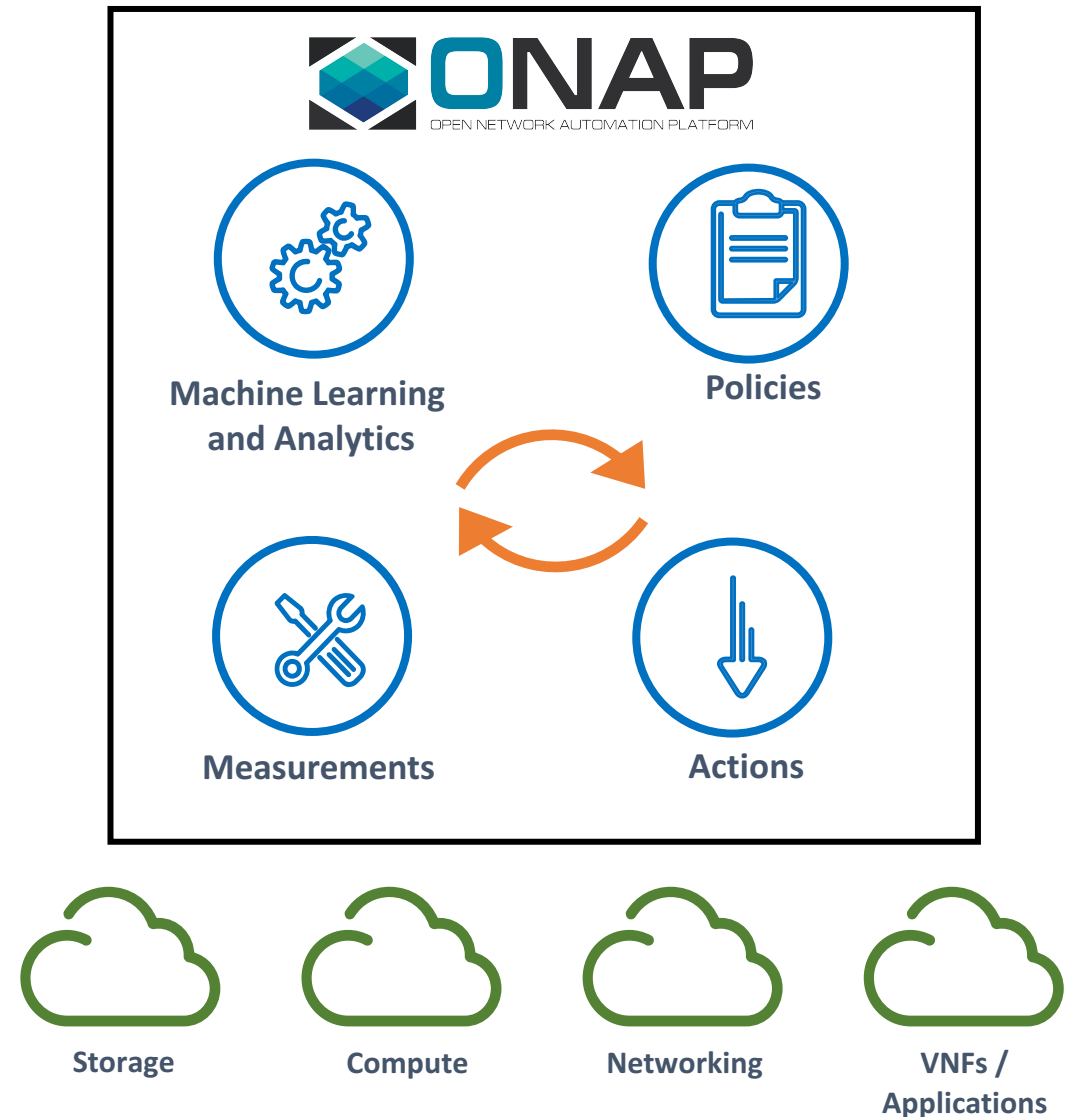 ONAP
OPEN NETWORK AUTOMATION PLATFORM
Machine Learning
and Analytics
Policies
Measurements
Actions
Storage
Compute
Networking
VNFs /
Applications